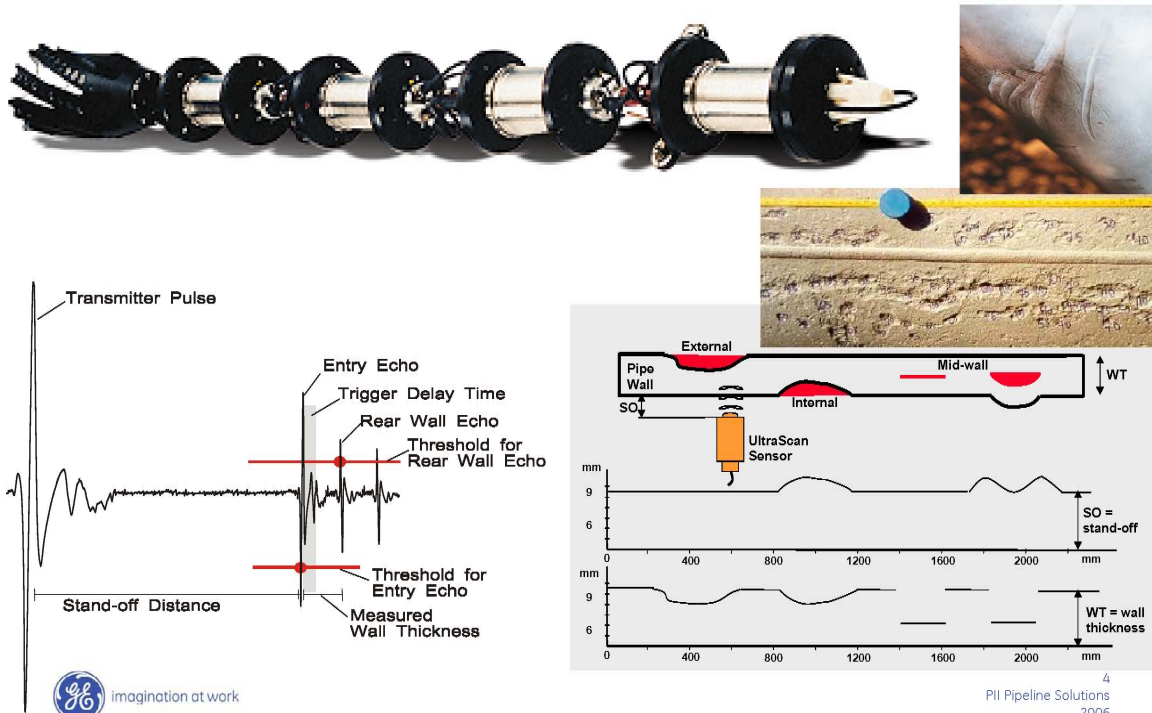 Transmitter Pulse
Entry Echo
Trigger Delay Time
Rear Wall Echo
Threshold for
Rear Wall Echo
Threshold for
Entry Echo
Stand-off Distance
Measured
Wall Thickness
External
Pipe
Wall
Mid-wall
WT
SO
Internal
UltraScan
Sensor
mm
9
6
SO =
stand-off
0 400 800 1200 1600 2000 mm
mm
9
6
WT = wall
thickness
0 400 800 1200 1600 2000 mm
GE imagination at work
4
PII Pipeline Solutions
2006